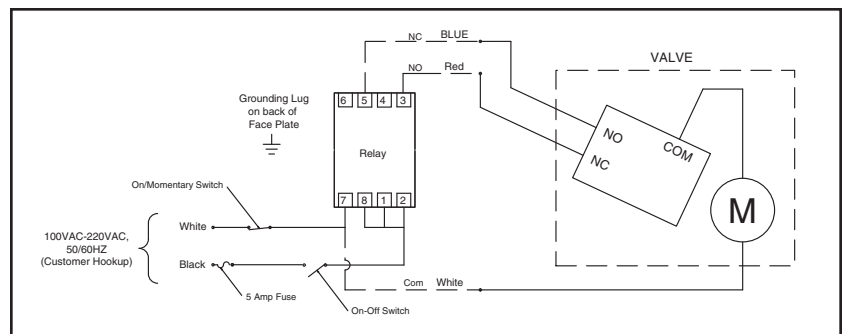 NC BLUE
NO Red
VALVE
6 5 4 3
Grounding Lug
on back of
Face Plate
Relay
NO
NC
COM
M
7 8 1 2
On/Momentary Switch
White
100VAC-220VAC,
50/60HZ
(Customer Hookup)
Black
5 Amp Fuse
On-Off Switch
Com White